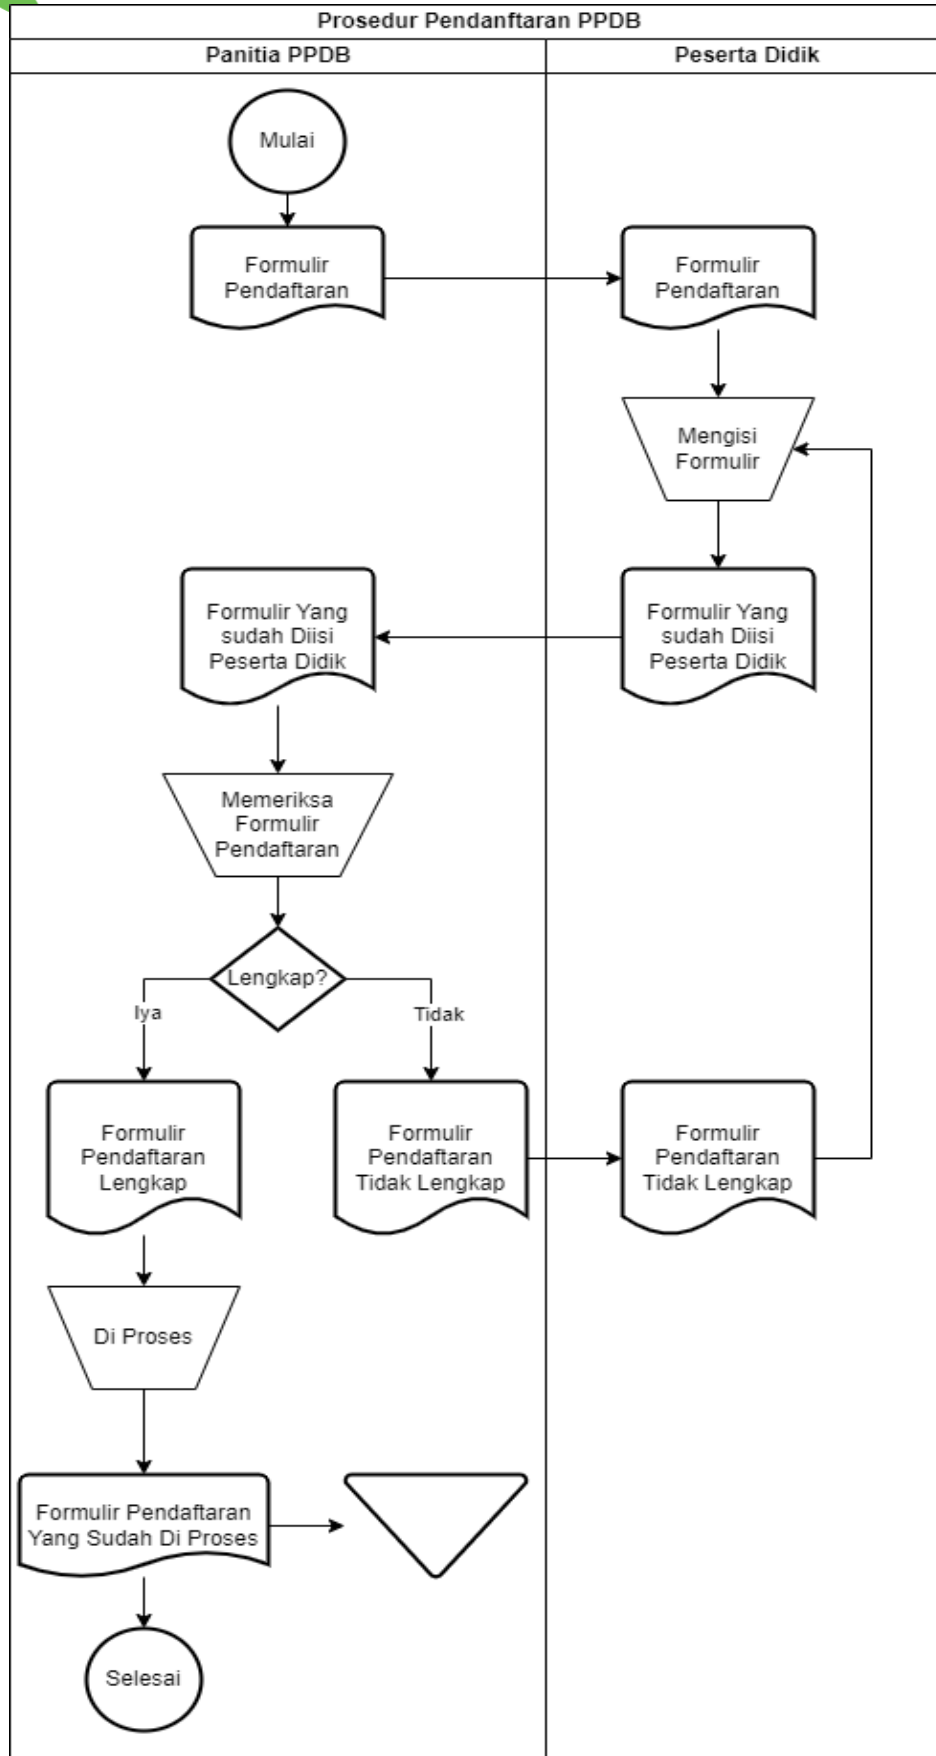 Prosedur Pendanftaran PPDB
Panitia PPDB
Peserta Didik
Mulai
Formulir
Pendaftaran
Formulir
Pendaftaran
Mengisi
Formulir
Formulir Yang
sudah Diisi
Peserta Didik
Formulir Yang
sudah Diisi
Peserta Didik
Memeriksa
Formulir
Pendaftaran
Lengkap?
Iya
Tidak
Formulir
Pendaftaran
Lengkap
Formulir
Pendaftaran
Tidak Lengkap
Formulir
Pendaftaran
Tidak Lengkap
Di Proses
Formulir Pendaftaran
Yang Sudah Di Proses
Selesai